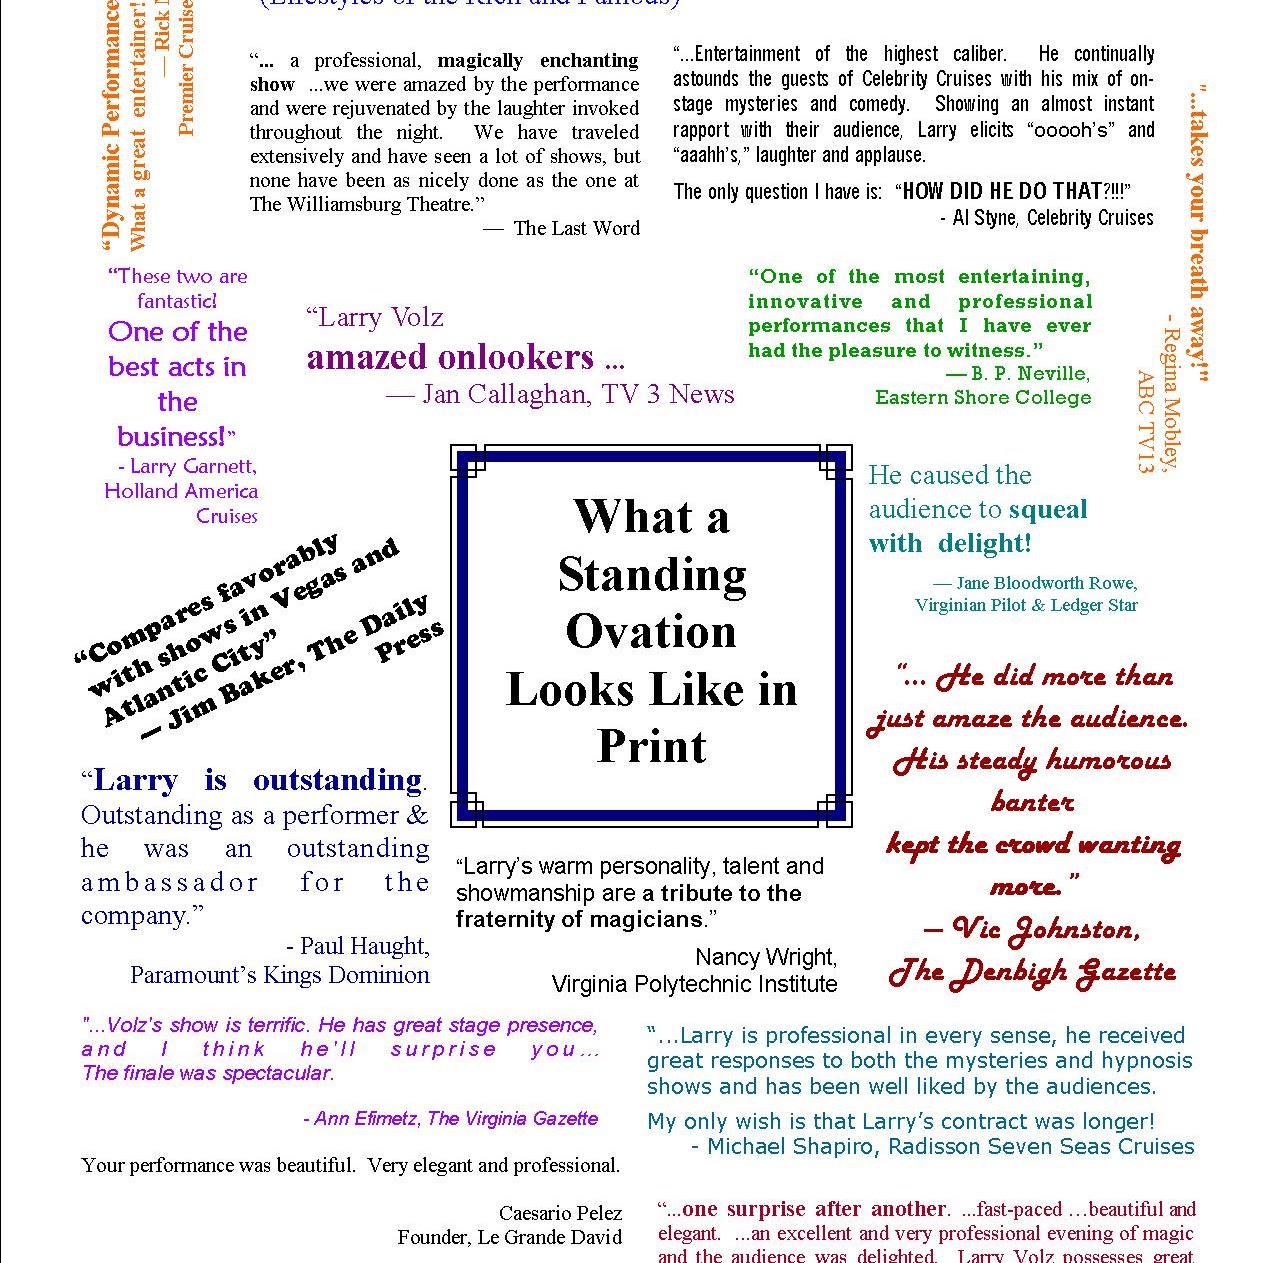 (Lifestyles of the Rich and Famous)
“Dynamic Performance
What a great entertainer!
— Rick
Premier Cruise
“... a professional, magically enchanting
show ...we were amazed by the performance
and were rejuvenated by the laughter invoked
throughout the night. We have traveled
extensively and have seen a lot of shows, but
none have been as nicely done as the one at
The Williamsburg Theatre.”
— The Last Word
“...Entertainment of the highest caliber. He continually
astounds the guests of Celebrity Cruises with his mix of on-
stage mysteries and comedy. Showing an almost instant
rapport with their audience, Larry elicits “ooooh’s” and
“aaahh’s,” laughter and applause.
The only question I have is: “HOW DID HE DO THAT?!!!”
- Al Styne, Celebrity Cruises
"...takes your breath away!"
- Regina Mobley,
ABC TV13
“These two are
fantastic!
One of the
best acts in
the
business!”
- Larry Garnett,
Holland America
Cruises
“Larry Volz
amazed onlookers ...
— Jan Callaghan, TV 3 News
“One of the most entertaining,
innovative and professional
performances that I have ever
had the pleasure to witness.”
— B. P. Neville,
Eastern Shore College
“Compares favorably
with shows in Vegas and
Atlantic City”
— Jim Baker, The Daily
Press
What a
Standing
Ovation
Looks Like in
Print
He caused the
audience to squeal
with delight!
— Jane Bloodworth Rowe,
Virginian Pilot & Ledger Star
“... He did more than
just amaze the audience.
His steady humorous
banter
kept the crowd wanting
more.”
— Vic Johnston,
The Denbigh Gazette
“Larry is outstanding.
Outstanding as a performer &
he was an outstanding
ambassador for the
company.”
- Paul Haught,
Paramount’s Kings Dominion
“Larry’s warm personality, talent and
showmanship are a tribute to the
fraternity of magicians.”
Nancy Wright,
Virginia Polytechnic Institute
"...Volz's show is terrific. He has great stage presence,
and I think he'll surprise you...
The finale was spectacular.
- Ann Efimetz, The Virginia Gazette
“...Larry is professional in every sense, he received
great responses to both the mysteries and hypnosis
shows and has been well liked by the audiences.
My only wish is that Larry’s contract was longer!
- Michael Shapiro, Radisson Seven Seas Cruises
Your performance was beautiful. Very elegant and professional.
Caesario Pelez
Founder, Le Grande David
“...one surprise after another. ...fast-paced ...beautiful and
elegant. ...an excellent and very professional evening of magic
and the audience was delighted. Larry Volz possesses great